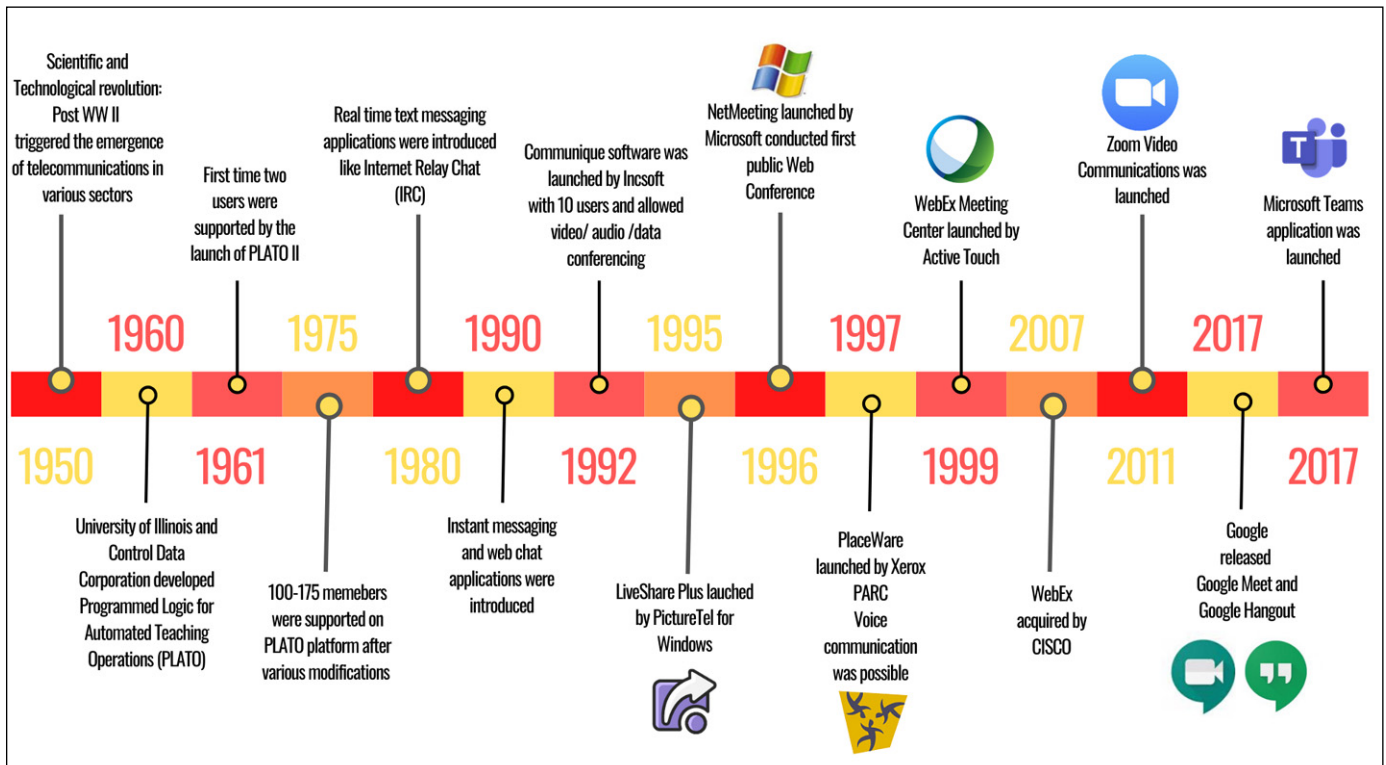 Scientific and
Technological revolution:
Post WW II
triggered the emergence
of telecommunications in
various sectors
First time two
users were
supported by the
launch of PLATO II
Real time text messaging
applications were introduced
like Internet Relay Chat
(IRC)
Communique software was
launched by Incsoft
with 10 users and allowed
video/ audio /data
conferencing
NetMeeting launched by
Microsoft conducted first
public Web
Conference
WebEx Meeting
Center launched by
Active Touch
Zoom Video
Communications was
launched
T
Microsoft Teams
application was
launched
1960
1975
1990
1995
1997
2007
2017
1950
1961
1980
1992
1996
1999
2011
2017
University of Illinois and
Control Data
Corporation developed
Programmed Logic for
Automated Teaching
Operations (PLATO)
100-175 memebers
were supported on
PLATO platform after
various modifications
Instant messaging
and web chat
applications were
introduced
LiveShare Plus lauched
by PictureTel for
Windows
PlaceWare
launched by Xerox
PARC
Voice
communication
was possible
WebEx
acquired by
CISCO
Google
released
Google Meet and
Google Hangout